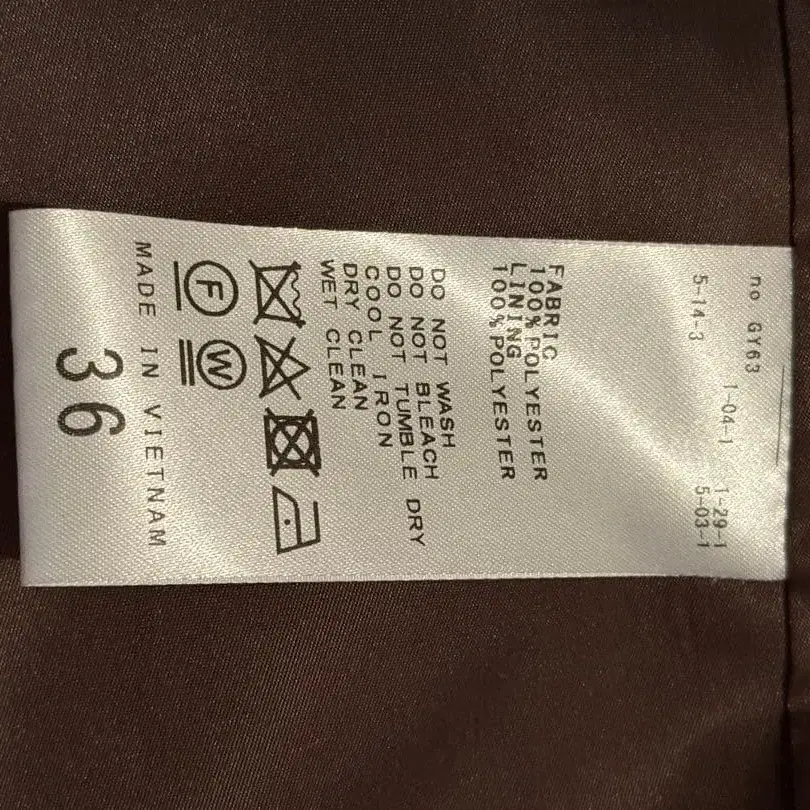 no GY63
1-04-1
1-29-1
5-14-3
5-03-1
FABRIC
100%POLYESTER
LINING
100%POLYESTER
DO NOT WASH
DO NOT BLEACH
DO NOT TUMBLE DRY
COOL IRON
DRY CLEAN
WET CLEAN
F
W
MADE IN VIETNAM
36